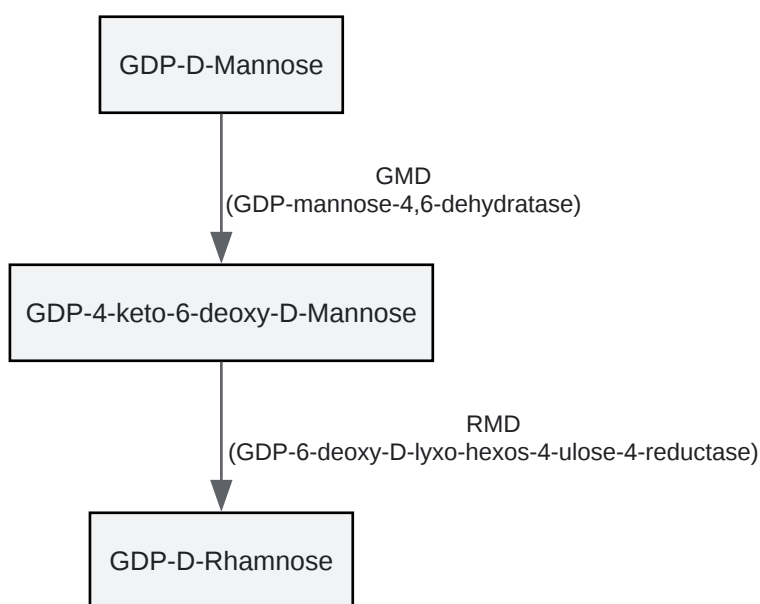 GDP-D-Mannose
GMD
(GDP-mannose-4,6-dehydratase)
GDP-4-keto-6-deoxy-D-Mannose
RMD
(GDP-6-deoxy-D-lyxo-hexos-4-ulose-4-reductase)
GDP-D-Rhamnose